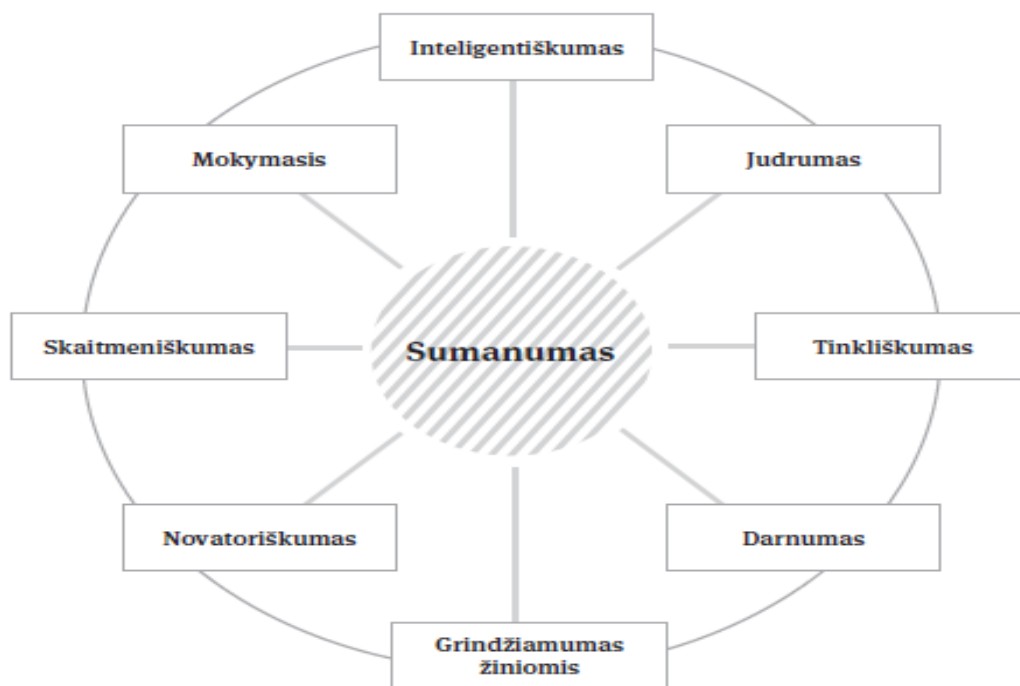 Inteligentiškumas
Mokymasis
Judrumas
Skaitmeniškumas
Sumanumas
Tinkliškumas
Novatoriškumas
Darnumas
Grindžiamumas
žiniomis